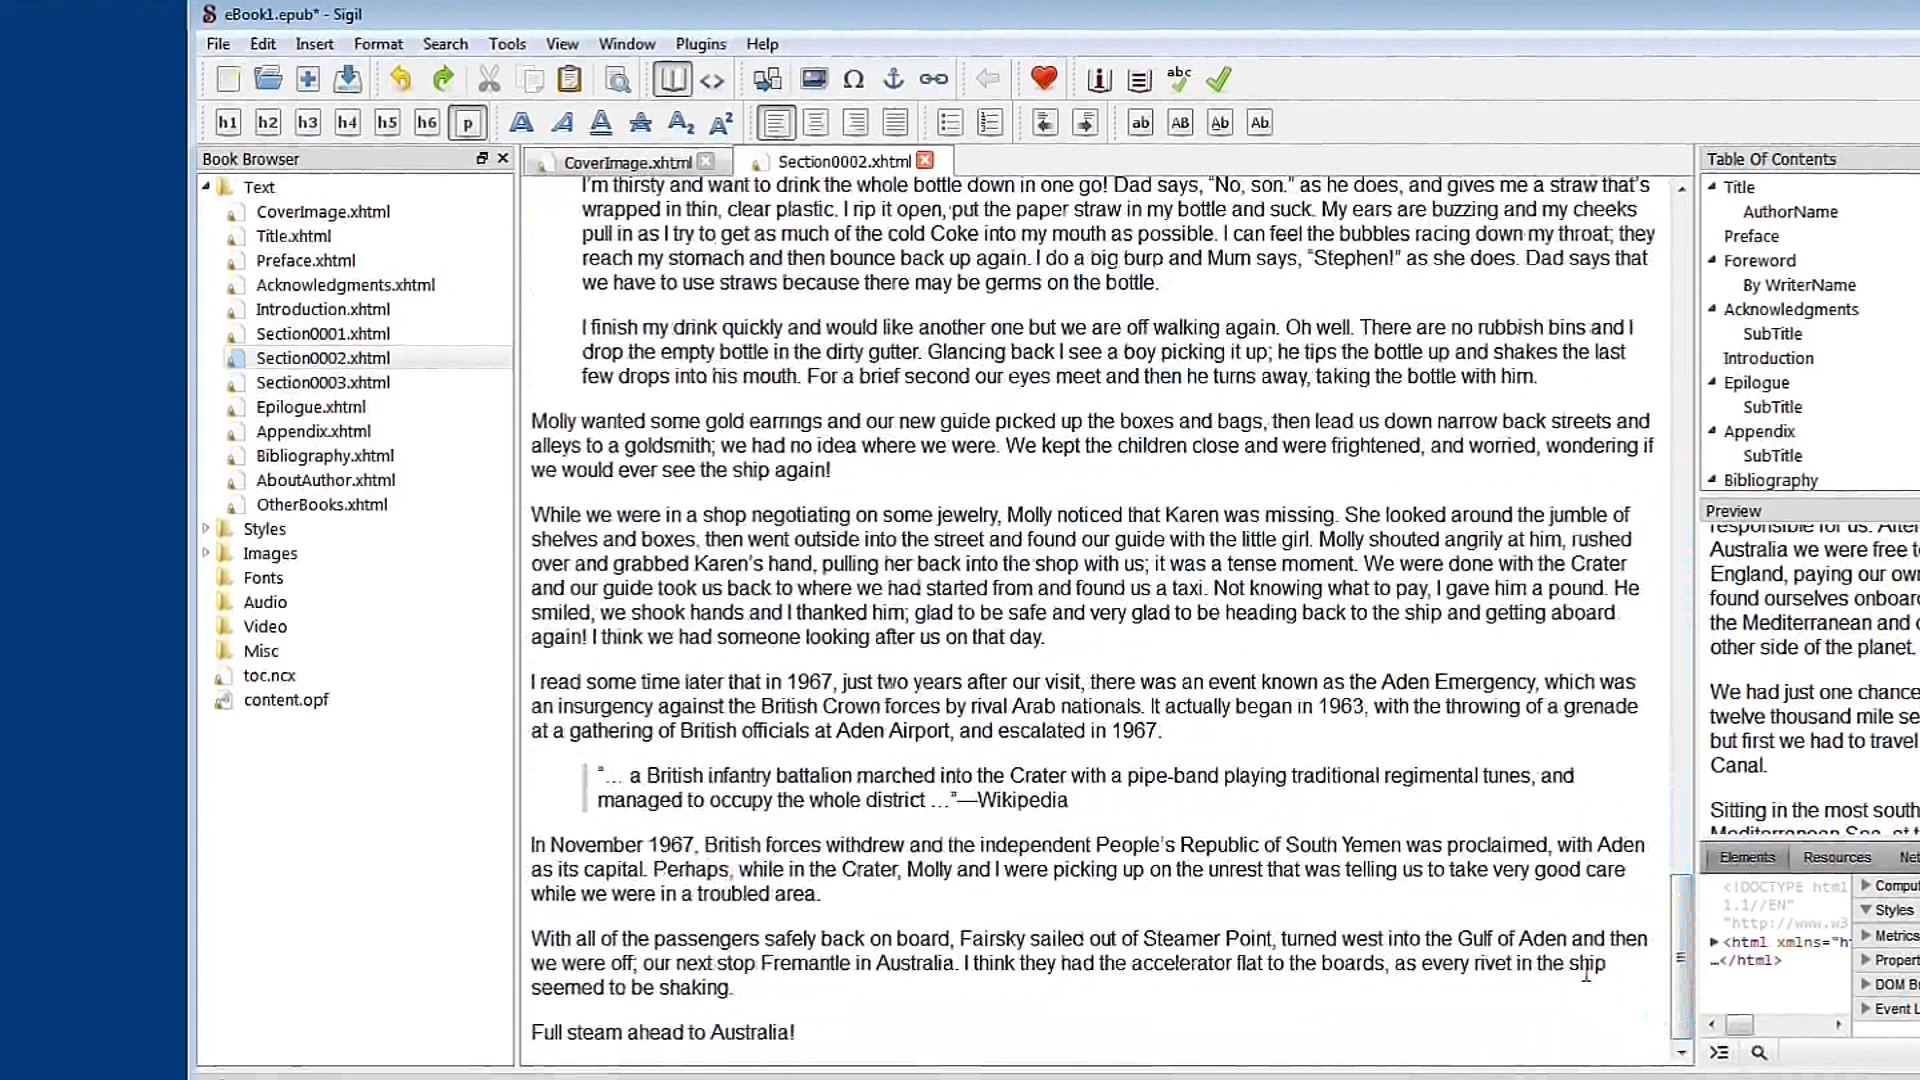 eBook1.epub* - Sigil
File Edit Insert Format Search Tools View Window Plugins Help
h1 h2 h3 h4 h5 h6 p A A A A A₂ A² ab AB Ab Ab
Book Browser
Text
CoverImage.xhtml
Title.xhtml
Preface.xhtml
Acknowledgments.xhtml
Introduction.xhtml
Section0001.xhtml
Section0002.xhtml
Section0003.xhtml
Epilogue.xhtml
Appendix.xhtml
Bibliography.xhtml
AboutAuthor.xhtml
OtherBooks.xhtml
Styles
Images
Fonts
Audio
Video
Misc
toc.ncx
content.opf
CoverImage.xhtml Section0002.xhtml
I'm thirsty and want to drink the whole bottle down in one go! Dad says, “No, son.” as he does, and gives me a straw that's
wrapped in thin, clear plastic. I rip it open, put the paper straw in my bottle and suck. My ears are buzzing and my cheeks
pull in as I try to get as much of the cold Coke into my mouth as possible. I can feel the bubbles racing down my throat; they
reach my stomach and then bounce back up again. I do a big burp and Mum says, “Stephen!” as she does. Dad says that
we have to use straws because there may be germs on the bottle.
I finish my drink quickly and would like another one but we are off walking again. Oh well. There are no rubbish bins and I
drop the empty bottle in the dirty gutter. Glancing back I see a boy picking it up; he tips the bottle up and shakes the last
few drops into his mouth. For a brief second our eyes meet and then he turns away, taking the bottle with him.
Molly wanted some gold earrings and our new guide picked up the boxes and bags, then lead us down narrow back streets and
alleys to a goldsmith; we had no idea where we were. We kept the children close and were frightened, and worried, wondering if
we would ever see the ship again!
While we were in a shop negotiating on some jewelry, Molly noticed that Karen was missing. She looked around the jumble of
shelves and boxes, then went outside into the street and found our guide with the little girl. Molly shouted angrily at him, rushed
over and grabbed Karen's hand, pulling her back into the shop with us; it was a tense moment. We were done with the Crater
and our guide took us back to where we had started from and found us a taxi. Not knowing what to pay, I gave him a pound. He
smiled, we shook hands and I thanked him; glad to be safe and very glad to be heading back to the ship and getting aboard
again! I think we had someone looking after us on that day.
I read some time later that in 1967, just two years after our visit, there was an event known as the Aden Emergency, which was
an insurgency against the British Crown forces by rival Arab nationals. It actually began in 1963, with the throwing of a grenade
at a gathering of British officials at Aden Airport, and escalated in 1967.
“... a British infantry battalion marched into the Crater with a pipe-band playing traditional regimental tunes, and
managed to occupy the whole district ...”—Wikipedia
In November 1967, British forces withdrew and the independent People's Republic of South Yemen was proclaimed, with Aden
as its capital. Perhaps, while in the Crater, Molly and I were picking up on the unrest that was telling us to take very good care
while we were in a troubled area.
With all of the passengers safely back on board, Fairsky sailed out of Steamer Point, turned west into the Gulf of Aden and then
we were off; our next stop Fremantle in Australia. I think they had the accelerator flat to the boards, as every rivet in the ship
seemed to be shaking.
Full steam ahead to Australia!
Table Of Contents
Title
AuthorName
Preface
Foreword
By WriterName
Acknowledgments
SubTitle
Introduction
Epilogue
SubTitle
Appendix
SubTitle
Bibliography
Preview
responsible for us. After
Australia we were free t
England, paying our ow
found ourselves onboar
the Mediterranean and
other side of the planet.
We had just one chance
twelve thousand mile se
but first we had to travel
Canal.
Sitting in the most south
Elements Resources Net
<!DOCTYPE html
1.1//EN"
"http://www.w3
<html xmlns="h
…</html>
Compu
Styles
Metrics
Propert
DOM B
Event L